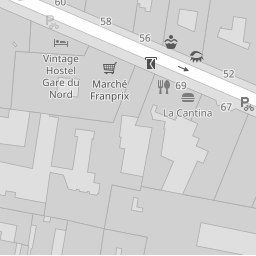 60
58
56
52
Vintage
Hostel
Gare du
Nord
Marché
Franprix
69
67
La Cantina